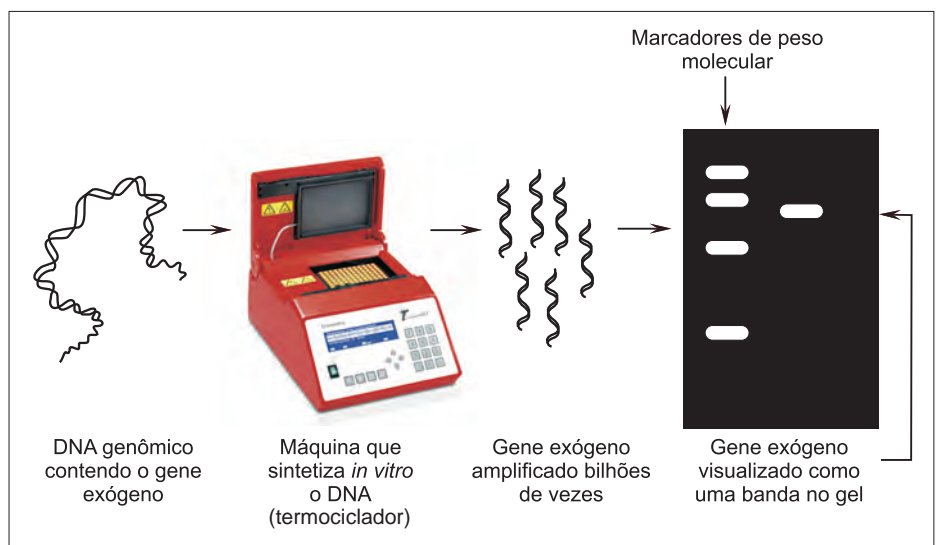 Marcadores de peso
molecular
DNA genômico
contendo o gene
exógeno
Máquina que
sintetiza in vitro
o DNA
(termociclador)
Gene exógeno
amplificado bilhões
de vezes
Gene exógeno
visualizado como
uma banda no gel